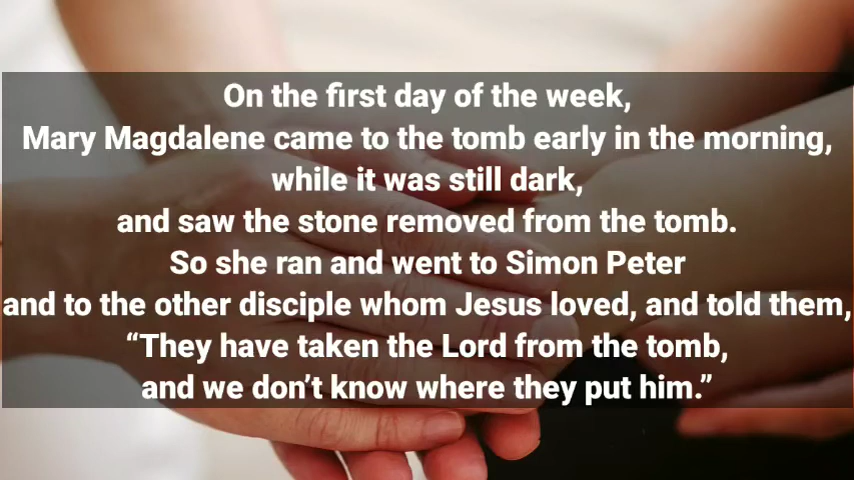 On the first day of the week,
Mary Magdalene came to the tomb early in the morning,
while it was still dark,
and saw the stone removed from the tomb.
So she ran and went to Simon Peter
and to the other disciple whom Jesus loved, and told them,
“They have taken the Lord from the tomb,
and we don’t know where they put him.”